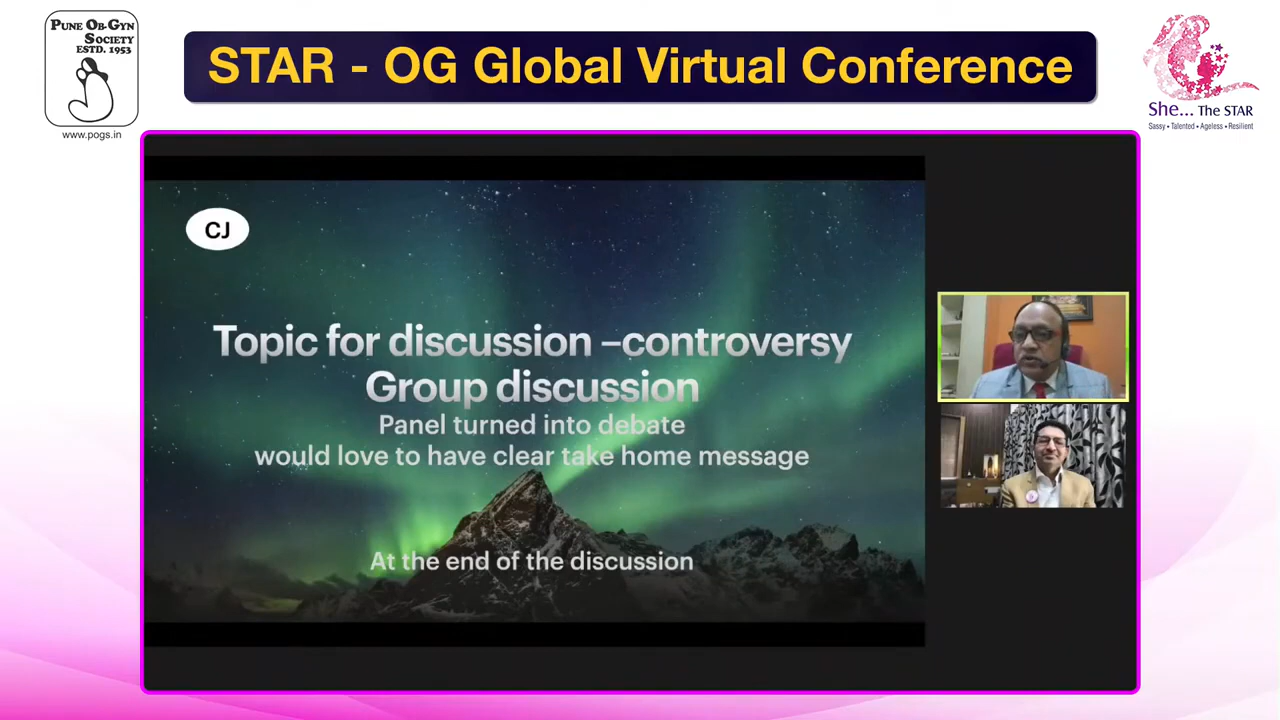 PUNE OB-GYN
SOCIETY
ESTD. 1953
www.pogs.in
STAR - OG Global Virtual Conference
She... THE STAR
Sassy • Talented • Ageless • Resilient
CJ
Topic for discussion –controversy
Group discussion
Panel turned into debate
would love to have clear take home message
At the end of the discussion